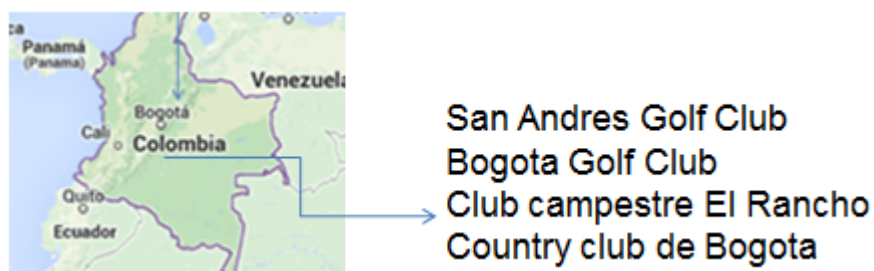 Panamá
(Panama)
Venezuela
Bogotá
Cali
Colombia
Quito
Ecuador
San Andres Golf Club
Bogota Golf Club
Club campestre El Rancho
Country club de Bogota